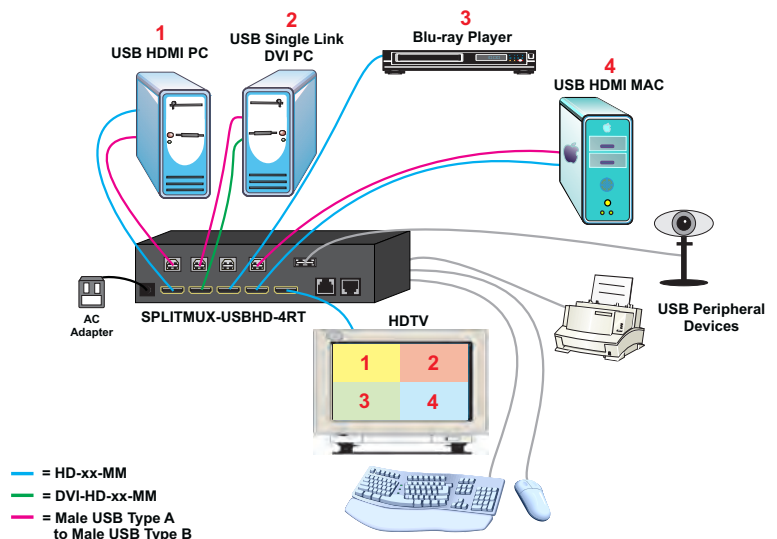 1
USB HDMI PC
2
USB Single Link
DVI PC
3
Blu-ray Player
4
USB HDMI MAC
AC
Adapter
SPLITMUX-USBHD-4RT
HDTV
USB Peripheral
Devices
1 2
3 4
= HD-xx-MM
= DVI-HD-xx-MM
= Male USB Type A
to Male USB Type B